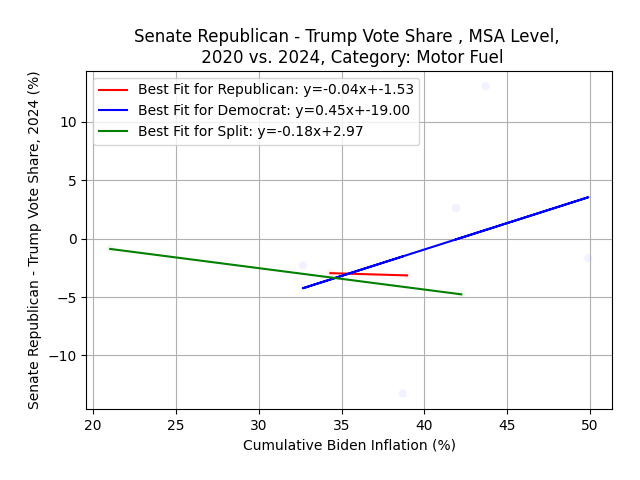 Senate Republican - Trump Vote Share , MSA Level,
2020 vs. 2024, Category: Motor Fuel
Best Fit for Republican: y=-0.04x+-1.53
Best Fit for Democrat: y=0.45x+-19.00
Best Fit for Split: y=-0.18x+2.97
Senate Republican - Trump Vote Share, 2024 (%)
10
5
0
−5
−10
20 25 30 35 40 45 50
Cumulative Biden Inflation (%)